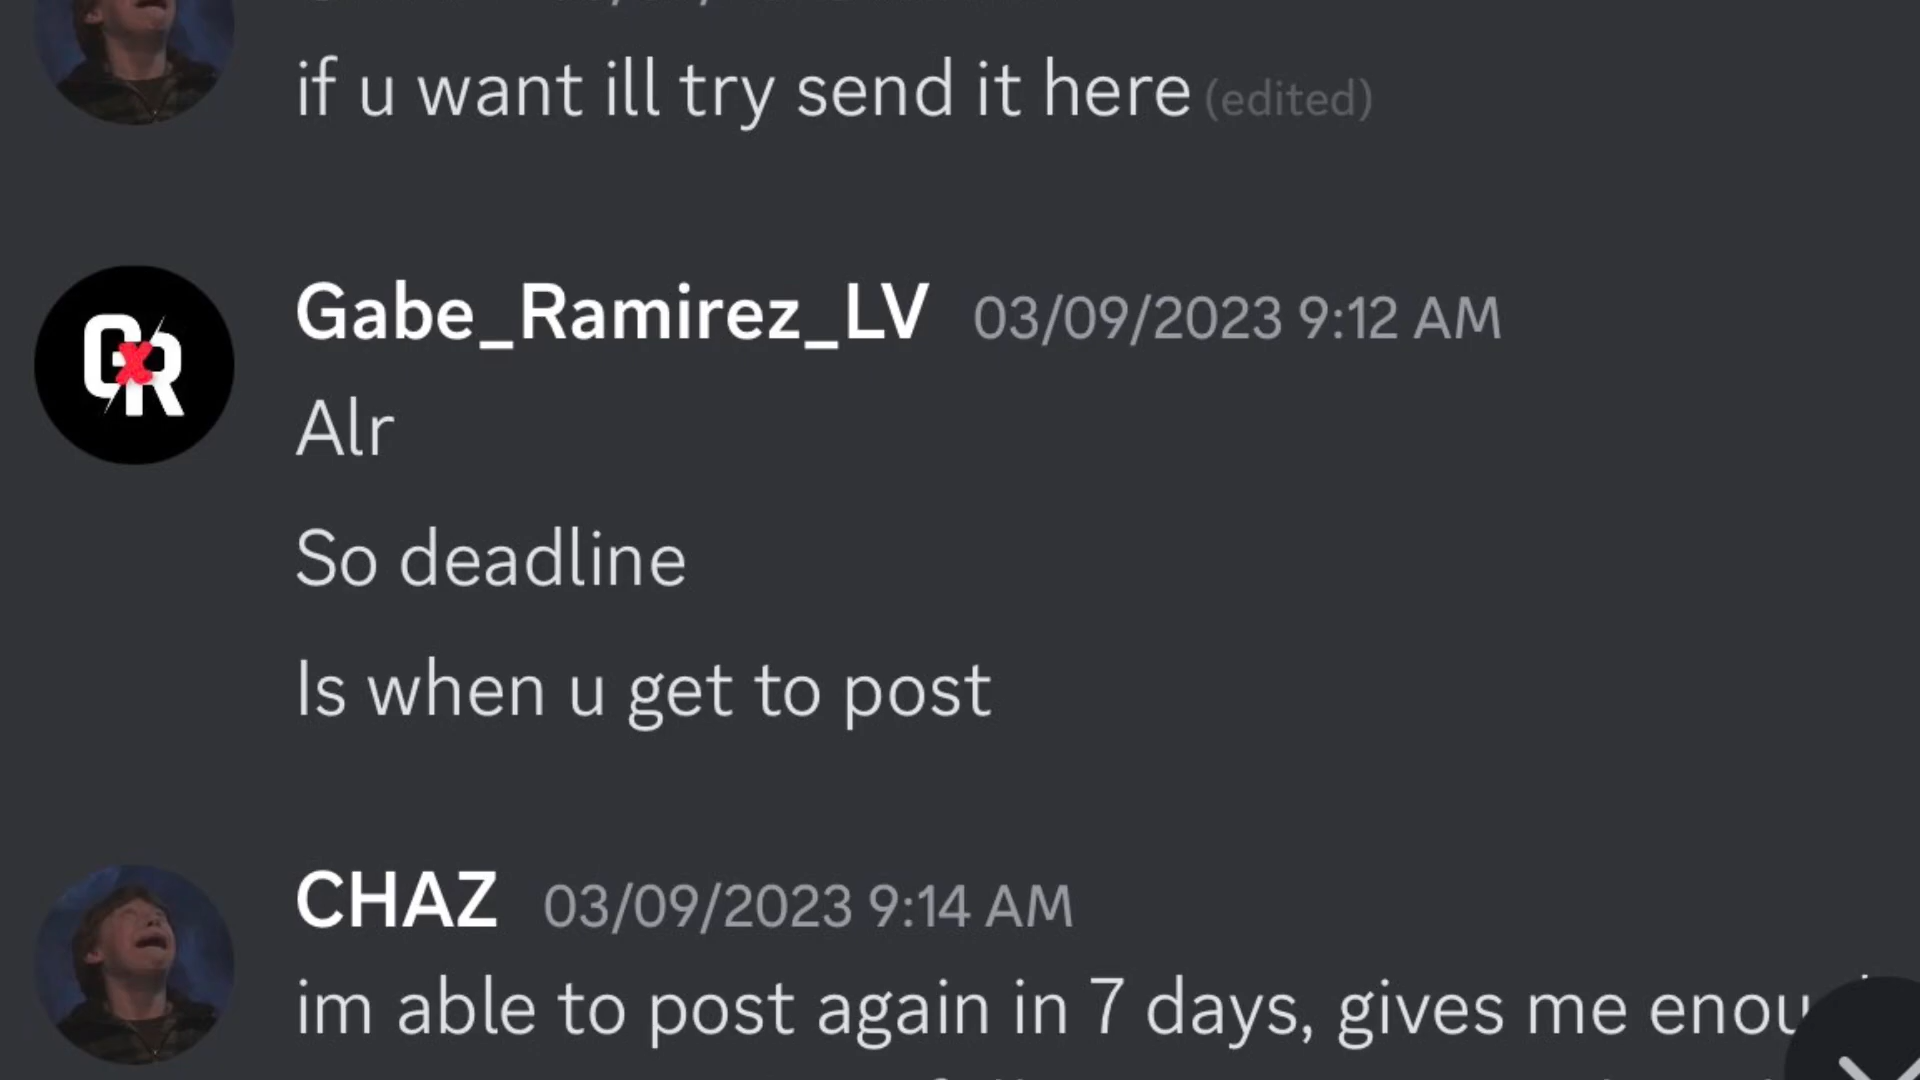 if u want ill try send it here (edited)
Gabe_Ramirez_LV 03/09/2023 9:12 AM
GxR
Alr
So deadline
Is when u get to post
CHAZ 03/09/2023 9:14 AM
im able to post again in 7 days, gives me